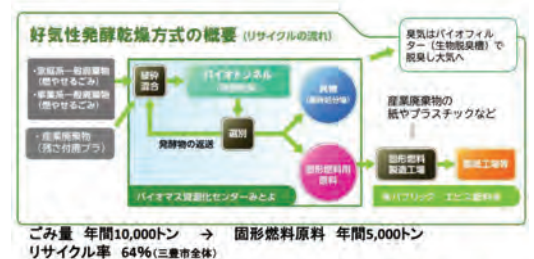 好気性発酵乾燥方式の概要 (リサイクルの流れ)
臭気はバイオフィルター(生物脱臭槽)で
脱臭し大気へ
・家庭系一般廃棄物
(燃やせるごみ)
・事業系一般廃棄物
(燃やせるごみ)
・産業廃棄物
(残さ付廃プラ)
破砕
混合
バイオトンネル
選別
発酵物の返送
異物
固形燃料用
原料
バイオマス資源化センターみとよ
産業廃棄物の
紙やプラスチックなど
固形燃料
製造工場
製造工場等
ごみ量 年間10,000トン → 固形燃料原料 年間5,000トン
リサイクル率 64%(三豊市全体)